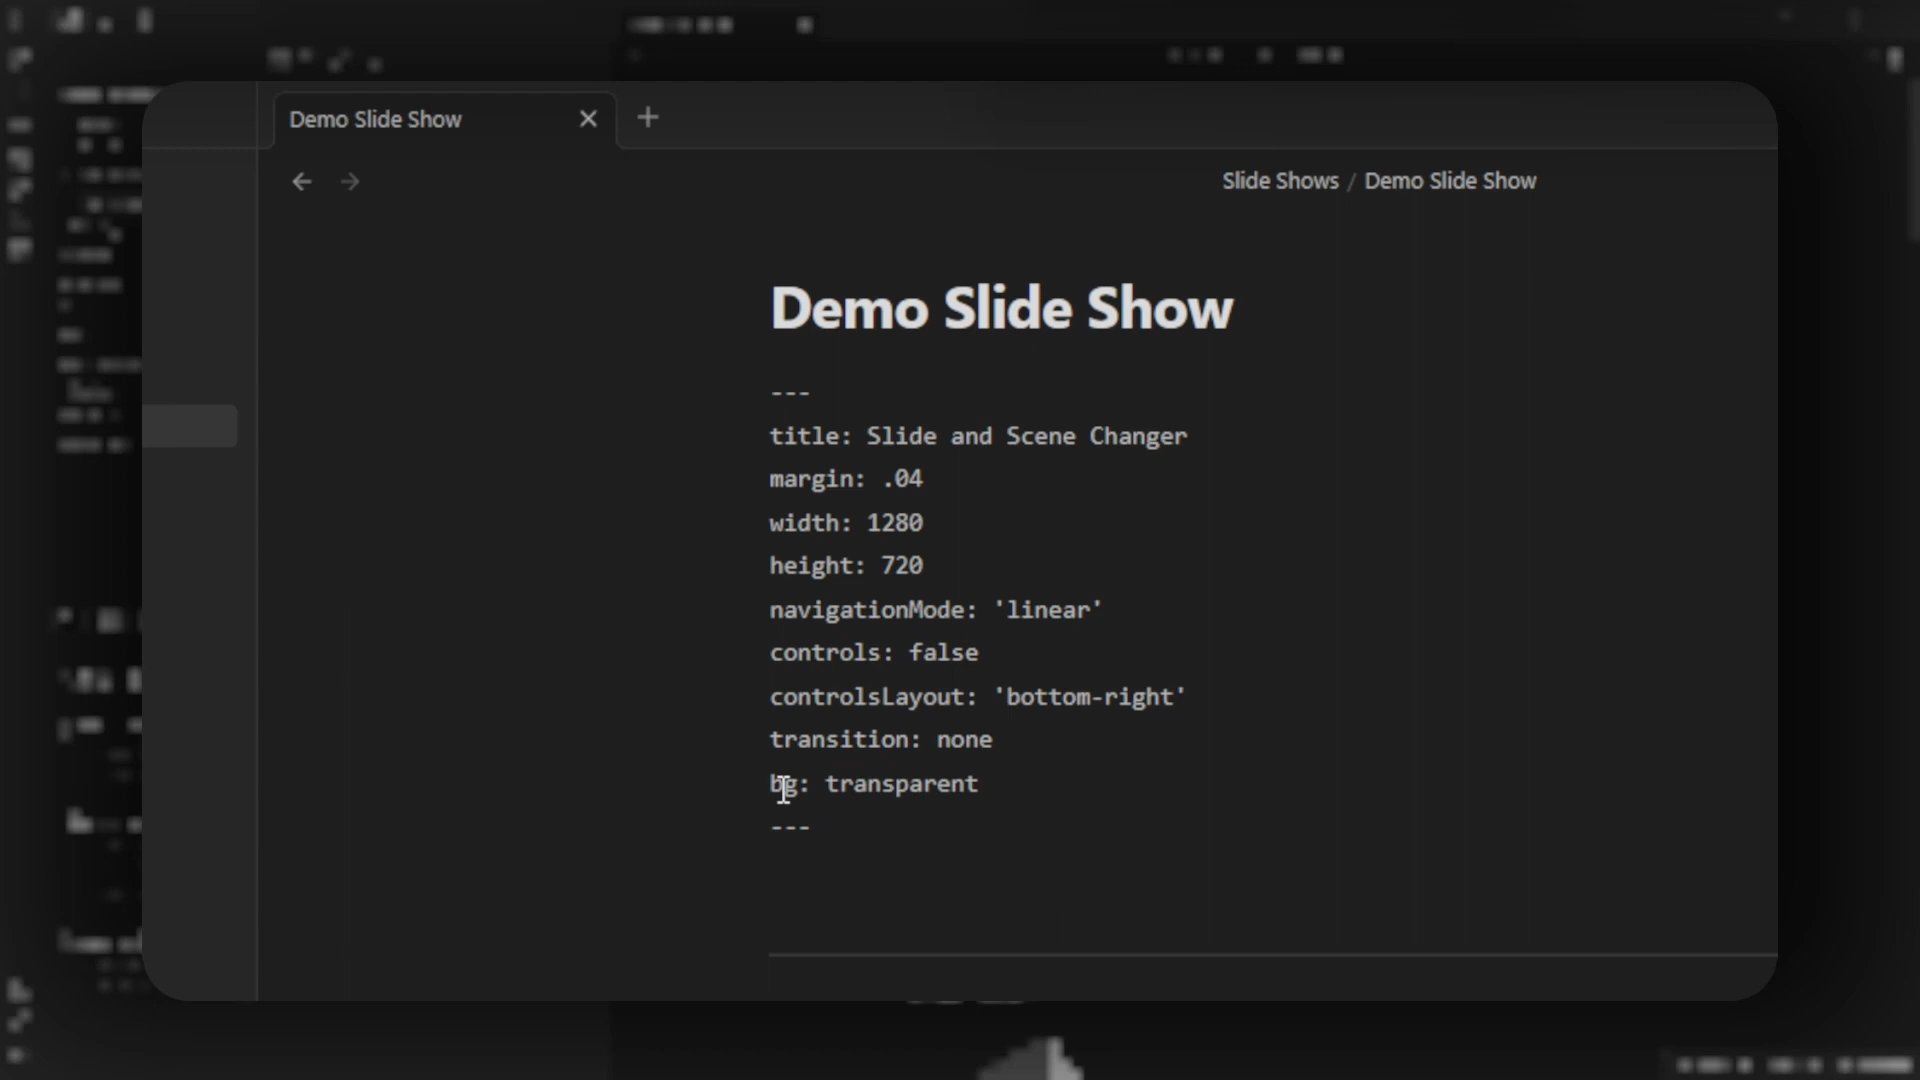 Demo Slide Show
Slide Shows / Demo Slide Show
Demo Slide Show
---
title: Slide and Scene Changer
margin: .04
width: 1280
height: 720
navigationMode: 'linear'
controls: false
controlsLayout: 'bottom-right'
transition: none
bg: transparent
---